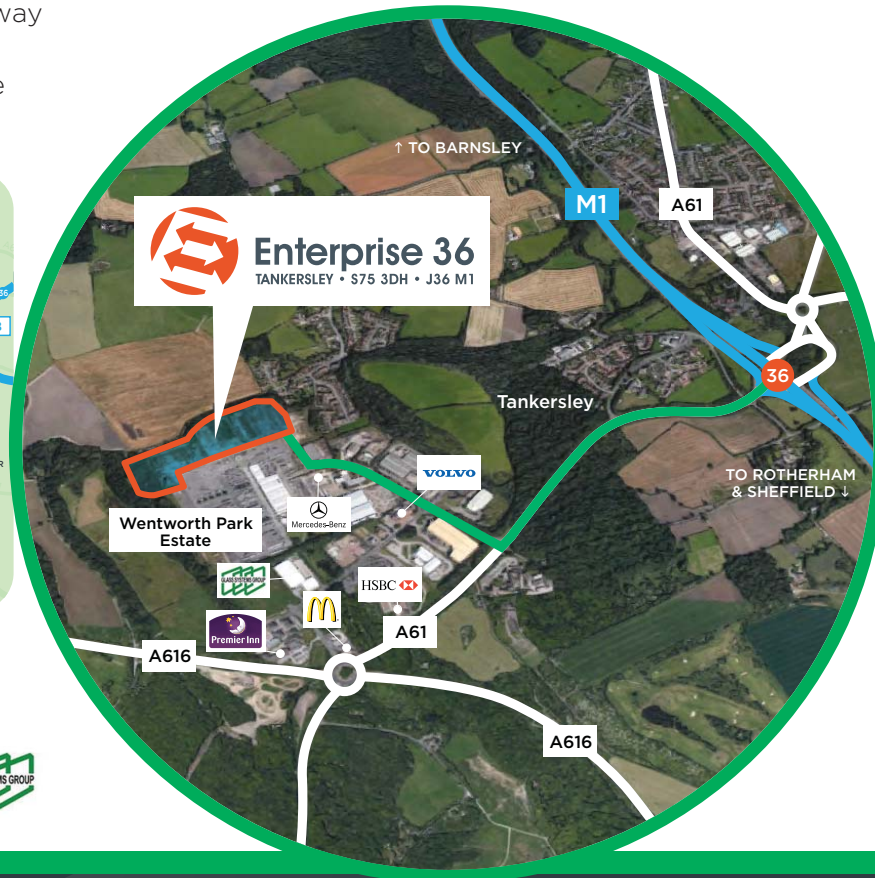 way
e
↑ TO BARNSLEY
M1
A61
Enterprise 36
TANKERSLEY • S75 3DH • J36 M1
36
36
Tankersley
TO ROTHERHAM
& SHEFFIELD ↓
VOLVO
Mercedes-Benz
Wentworth Park
Estate
GLASS SYSTEMS GROUP
HSBC
Premier Inn
A61
A616
A616
MS GROUP